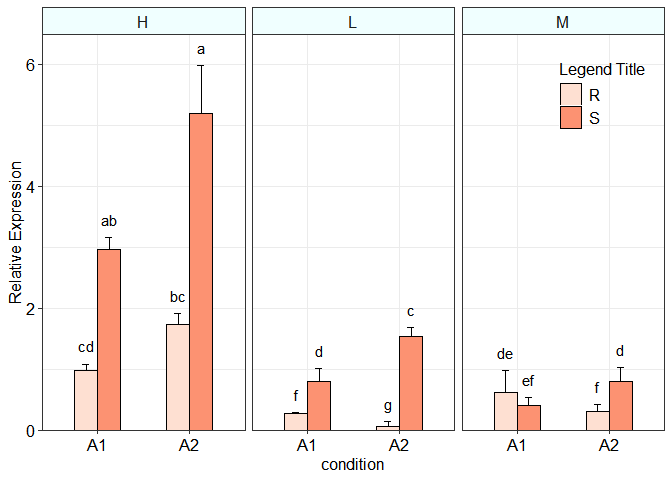 H L M
Legend Title
R
S
Relative Expression
6
4
2
0
cd ab bc a
f d g c
de ef f d
A1 A2 A1 A2 A1 A2
condition